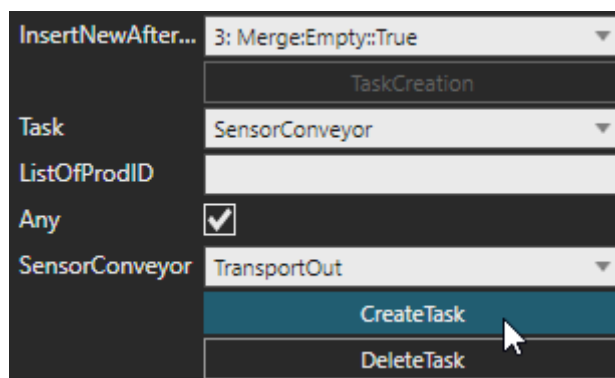 InsertNewAfter... 3: Merge:Empty::True
TaskCreation
Task SensorConveyor
ListOfProdID
Any
SensorConveyor TransportOut
CreateTask
DeleteTask